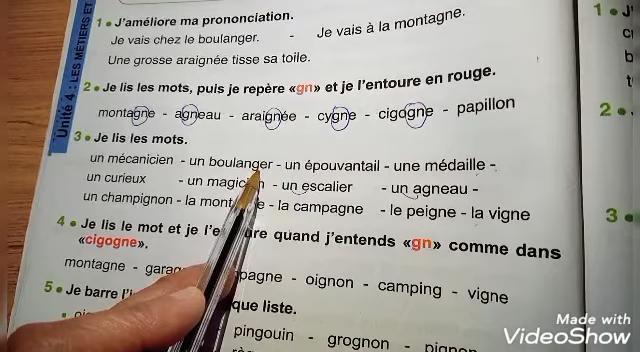 1 • J'améliore ma prononciation.
Je vais chez le boulanger. - Je vais à la montagne.
Une grosse araignée tisse sa toile.
2 • Je lis les mots, puis je repère «gn» et je l'entoure en rouge.
montagne - agneau - araignée - cygne - cigogne - papillon
3 • Je lis les mots.
un mécanicien - un boulanger - un épouvantail - une médaille -
un curieux - un magicien - un escalier - un agneau -
un champignon - la montagne - la campagne - le peigne - la vigne
4 • Je lis le mot et je l'entoure quand j'entends «gn» comme dans
«cigogne».
montagne - oignon - camping - vigne
5 • Je barre que liste.
pingouin - grognon - pignon
Unité 4 : LES MÉTIERS ET
1 • J'
2 •
3 •
Made with
VideoShow